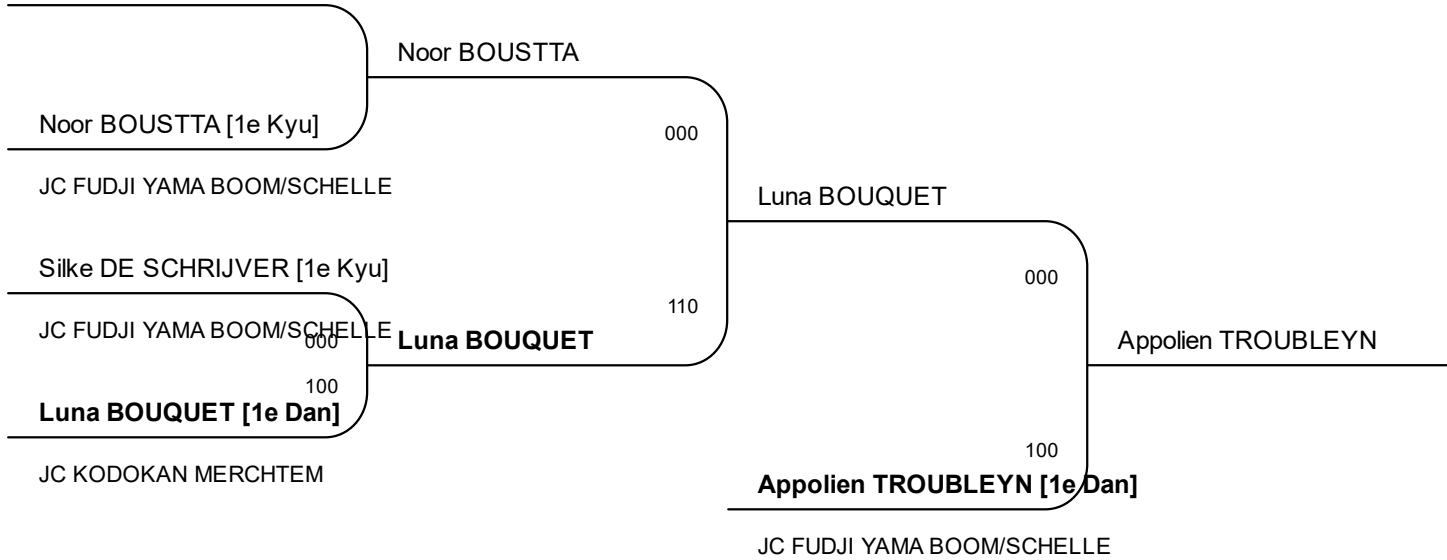 Noor BOUSTTA
Noor BOUSTTA [1e Kyu]
000
JC FUDJI YAMA BOOM/SCHELLE
Luna BOUQUET
Silke DE SCHRIJVER [1e Kyu]
000
110
JC FUDJI YAMA BOOM/SCHELLE
000
Luna BOUQUET
Appolien TROUBLEYN
100
Luna BOUQUET [1e Dan]
100
JC KODOKAN MERCHTEM
Appolien TROUBLEYN [1e Dan]
JC FUDJI YAMA BOOM/SCHELLE